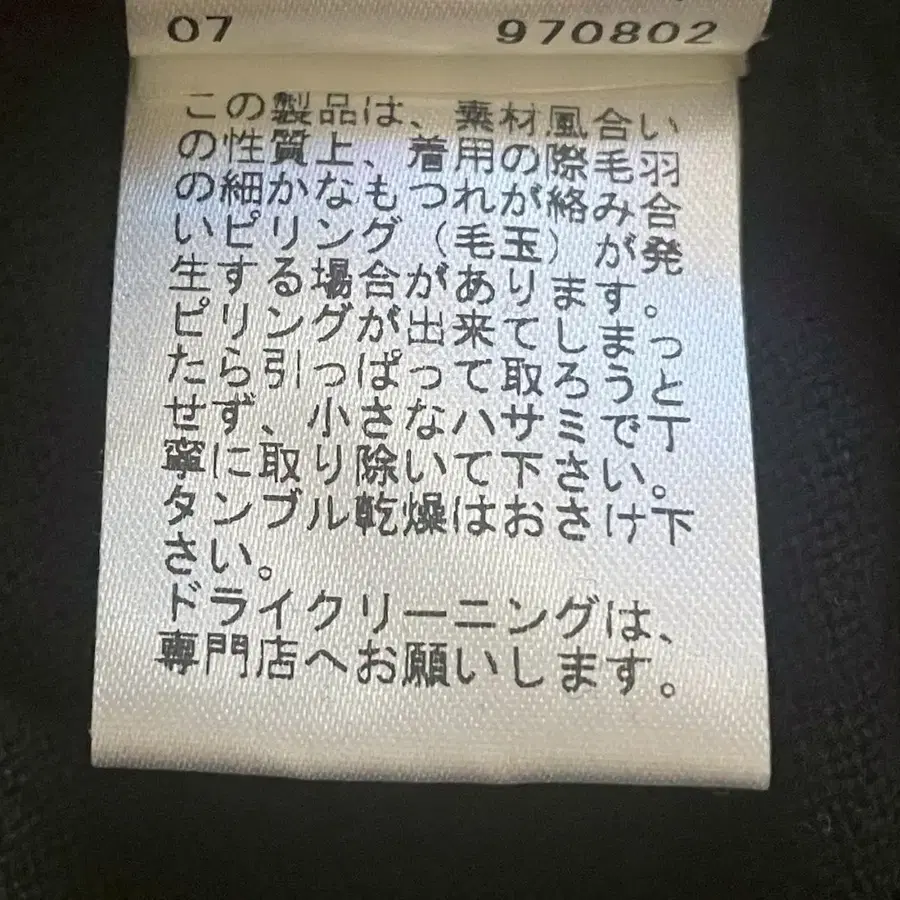 07 970802
この製品は、素材風合い
の性質上、着用の際毛羽
の細かなもつれが絡み合
いピリング（毛玉）が発
生する場合があります。
ピリングが出来てしまっ
たら引っぱって取ろうと
せず、小さなハサミで丁
寧に取り除いて下さい。
タンブル乾燥はおさけ下
さい。
ドライクリーニングは、
専門店へお願いします。